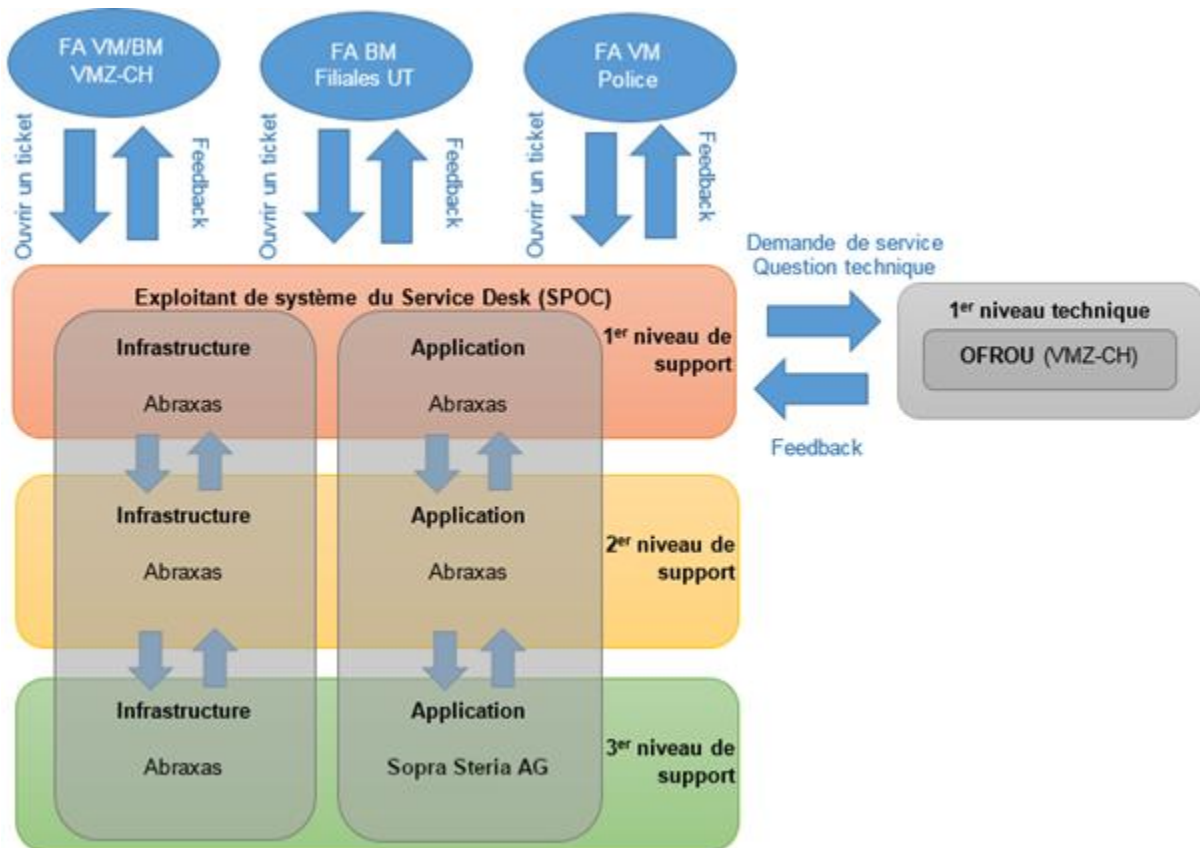 FA VM/BM
VMZ-CH
FA BM
Filiales UT
FA VM
Police
Ouvrir un ticket
Feedback
Ouvrir un ticket
Feedback
Ouvrir un ticket
Feedback
Demande de service
Question technique
Exploitant de système du Service Desk (SPOC)
Infrastructure
Abraxas
Application
Abraxas
1er niveau de
support
1er niveau technique
OFROU (VMZ-CH)
Feedback
Infrastructure
Abraxas
Application
Abraxas
2er niveau de
support
Infrastructure
Abraxas
Application
Sopra Steria AG
3er niveau de
support